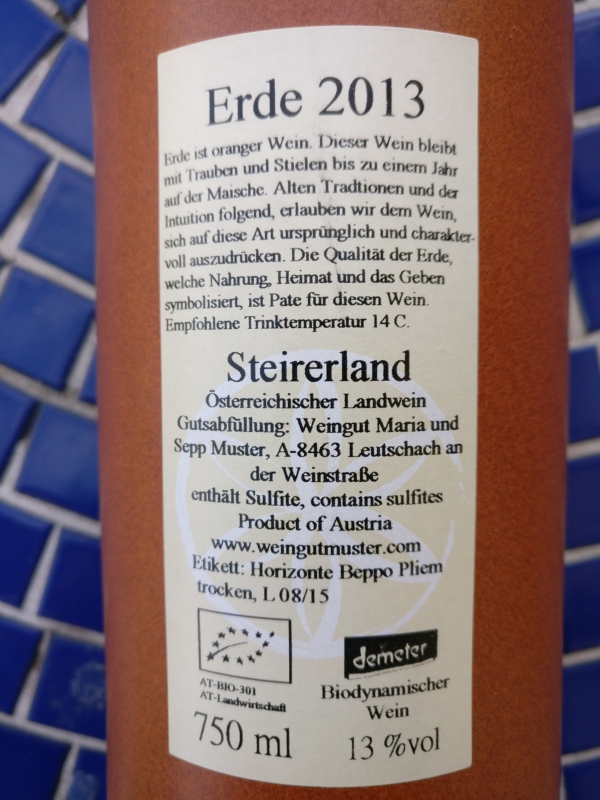 Erde 2013
Erde ist oranger Wein. Dieser Wein bleibt
mit Trauben und Stielen bis zu einem Jahr
auf der Maische. Alten Tradtionen und der
Intuition folgend, erlauben wir dem Wein,
sich auf diese Art ursprünglich und charakter-
voll auszudrücken. Die Qualität der Erde,
welche Nahrung, Heimat und das Geben
symbolisiert, ist Pate für diesen Wein.
Empfohlene Trinktemperatur 14 C.
Steirerland
Österreichischer Landwein
Gutsabfüllung: Weingut Maria und
Sepp Muster, A-8463 Leutschach an
der Weinstraße
enthält Sulfite, contains sulfites
Product of Austria
www.weingutmuster.com
Etikett: Horizonte Beppo Pliem
trocken, L 08/15
AT-BIO-301
AT-Landwirtschaft
750 ml
demeter
Biodynamischer
Wein
13 %vol